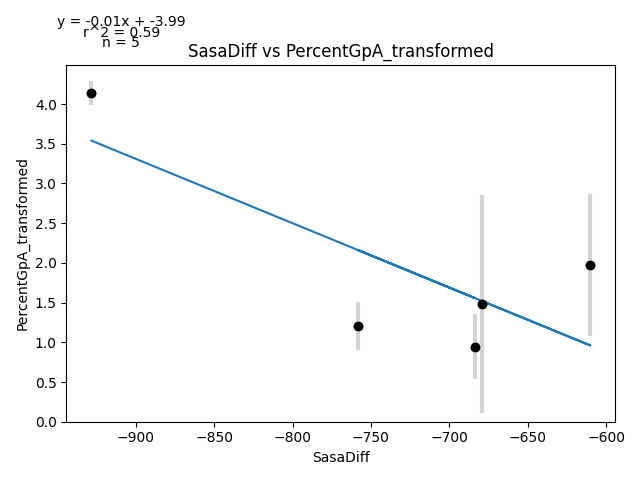 y = -0.01x + -3.99
r^2 = 0.59
n = 5
SasaDiff vs PercentGpA_transformed
PercentGpA_transformed
4.0
3.5
3.0
2.5
2.0
1.5
1.0
0.5
0.0
−900
−850
−800
−750
−700
−650
−600
SasaDiff